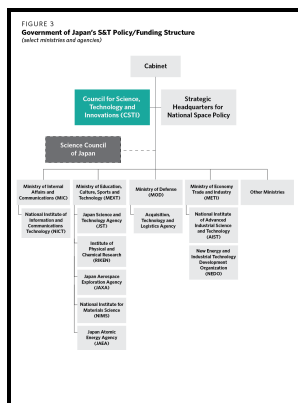 FIGURE 3
Government of Japan's S&T Policy/Funding Structure
(select ministries and agencies)
Cabinet
Council for Science,
Technology and
Innovations (CSTI)
Strategic
Headquarters for
National Space Policy
Science Council
of Japan
Ministry of Internal
Affairs and
Communications (MIC)
Ministry of Education,
Culture, Sports and
Technology (MEXT)
Ministry of Defense
(MOD)
Ministry of Economy
Trade and Industry
(METI)
Other Ministries
National Institute of
Information and
Communications
Technology (NICT)
Japan Science and
Technology Agency
(JST)
Institute of
Physical and
Chemical Research
(RIKEN)
Japan Aerospace
Exploration Agency
(JAXA)
National Institute for
Materials Science
(NIMS)
Japan Atomic
Energy Agency
(JAEA)
Acquisition,
Technology and
Logistics Agency
National Institute
of Advanced
Industrial Science
and Technology
(AIST)
New Energy and
Industrial Technology
Development
Organization
(NEDO)